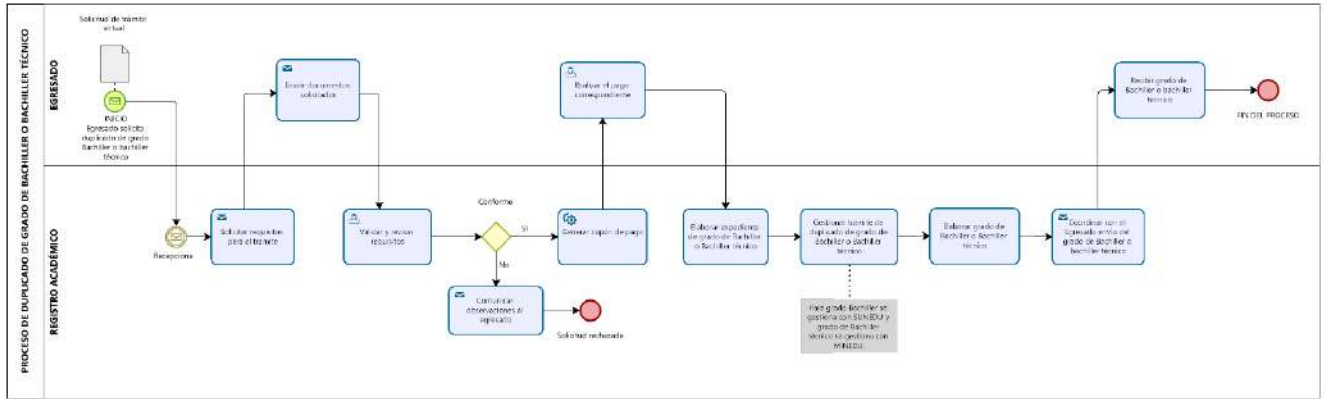 PROCESO DE DUPLICADO DE GRADO DE BACHILLER O BACHILLER TÉCNICO
EGRESADO
Solicitud de trámite
virtual
INICIO
Egresado solicita
duplicado de grado
Bachiller o bachiller
técnico
Enviar documentos
solicitados
Realizar el pago
correspondiente
Recibir grado de
Bachiller o bachiller
técnico
FIN DEL PROCESO
REGISTRO ACADÉMICO
Recepciona
Solicitar requisitos
para el trámite
Validar y revisar
requisitos
Conforme
Si
No
Generar cupón de pago
Comunicar
observaciones al
egresado
Solicitud rechazada
Elaborar expediente
de grado de Bachiller
o Bachiller técnico
Gestionar trámite de
duplicado de grado de
Bachiller o Bachiller
técnico
Para grado Bachiller se
gestiona con SUNEDU y
grado de Bachiller
técnico se gestiona con
MINEDU.
Elaborar grado de
Bachiller o Bachiller
técnico
Coordinar con el
Egresado envío del
grado de Bachiller o
bachiller técnico